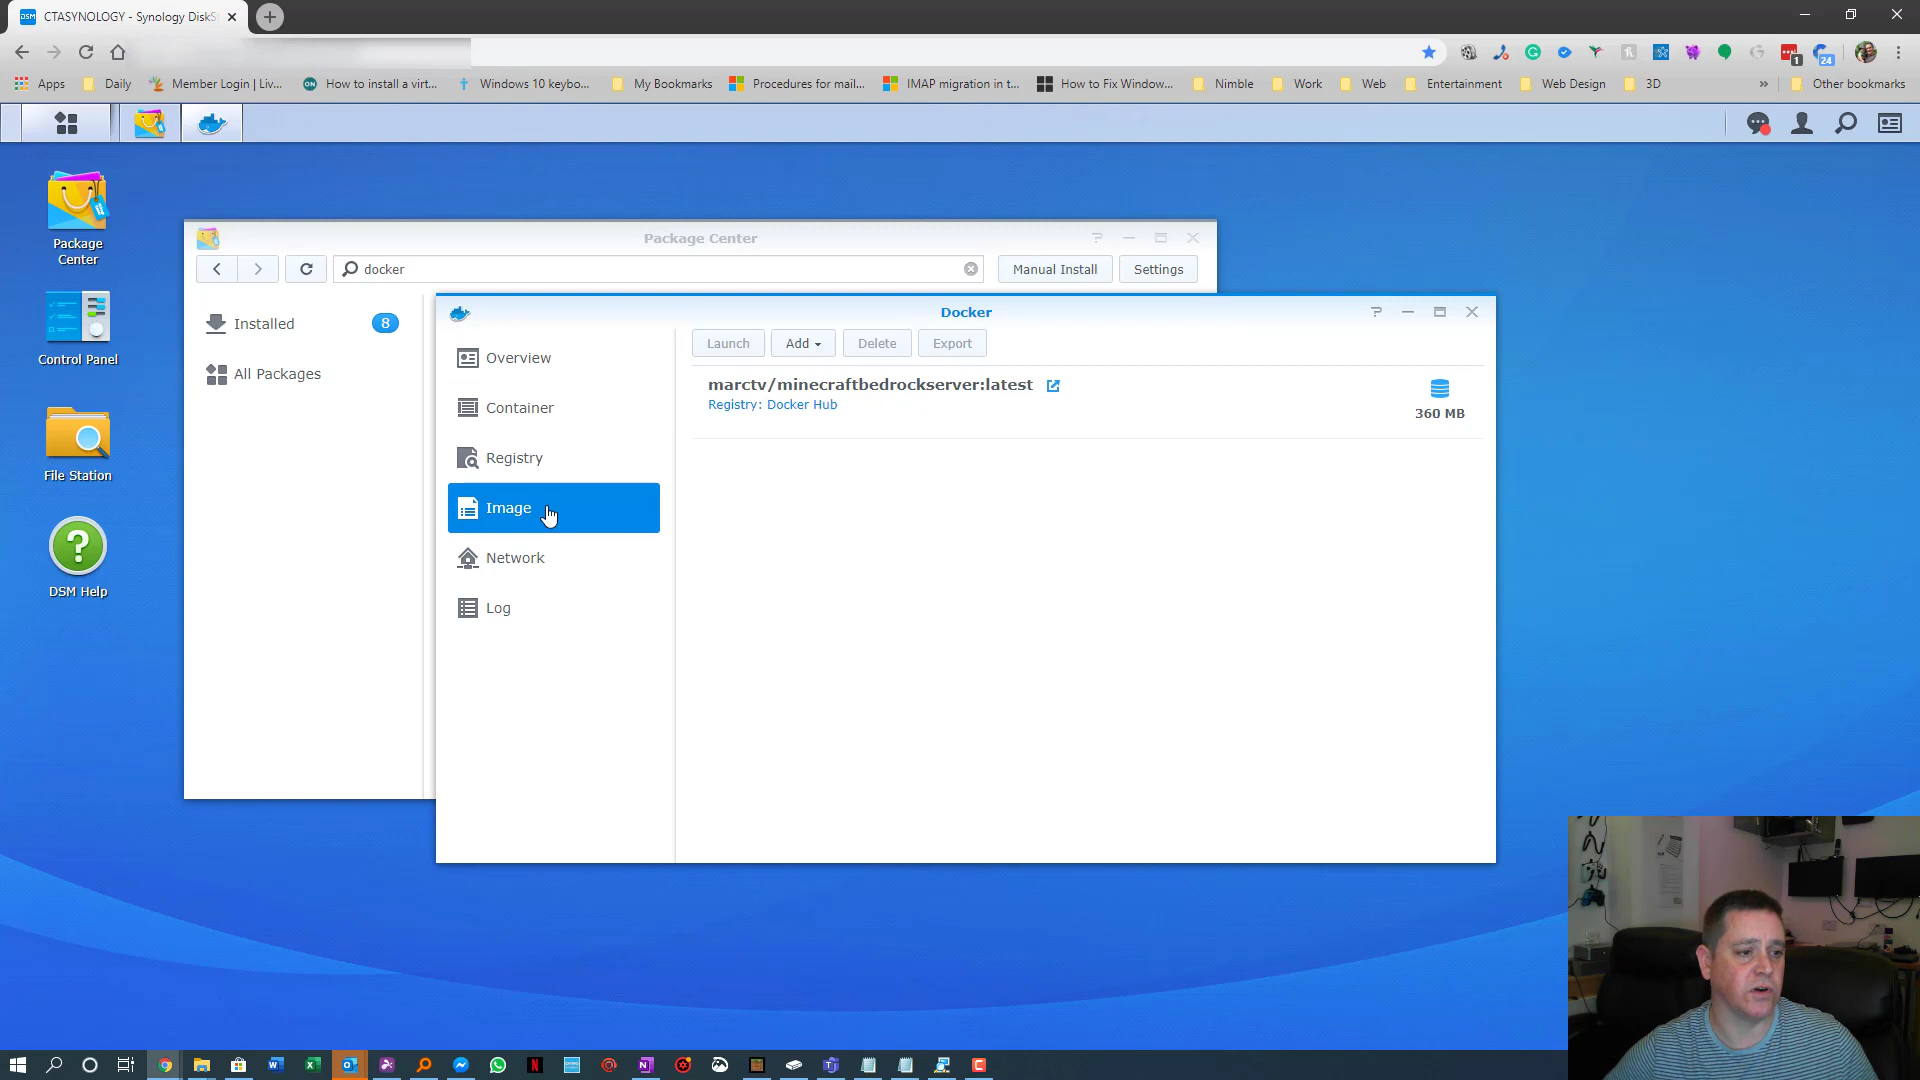 CTASYNOLOGY - Synology DiskS
Apps
Daily
Member Login | Liv...
How to install a virt...
Windows 10 keybo...
My Bookmarks
Procedures for mail...
IMAP migration in t...
How to Fix Window...
Nimble
Work
Web
Entertainment
Web Design
3D
»
Other bookmarks
1
24
Package
Center
Control Panel
File Station
DSM Help
Package Center
docker
Manual Install
Settings
Installed
8
All Packages
Docker
Overview
Container
Registry
Image
Network
Log
Launch
Add
Delete
Export
marctv/minecraftbedrockserver:latest
Registry: Docker Hub
360 MB